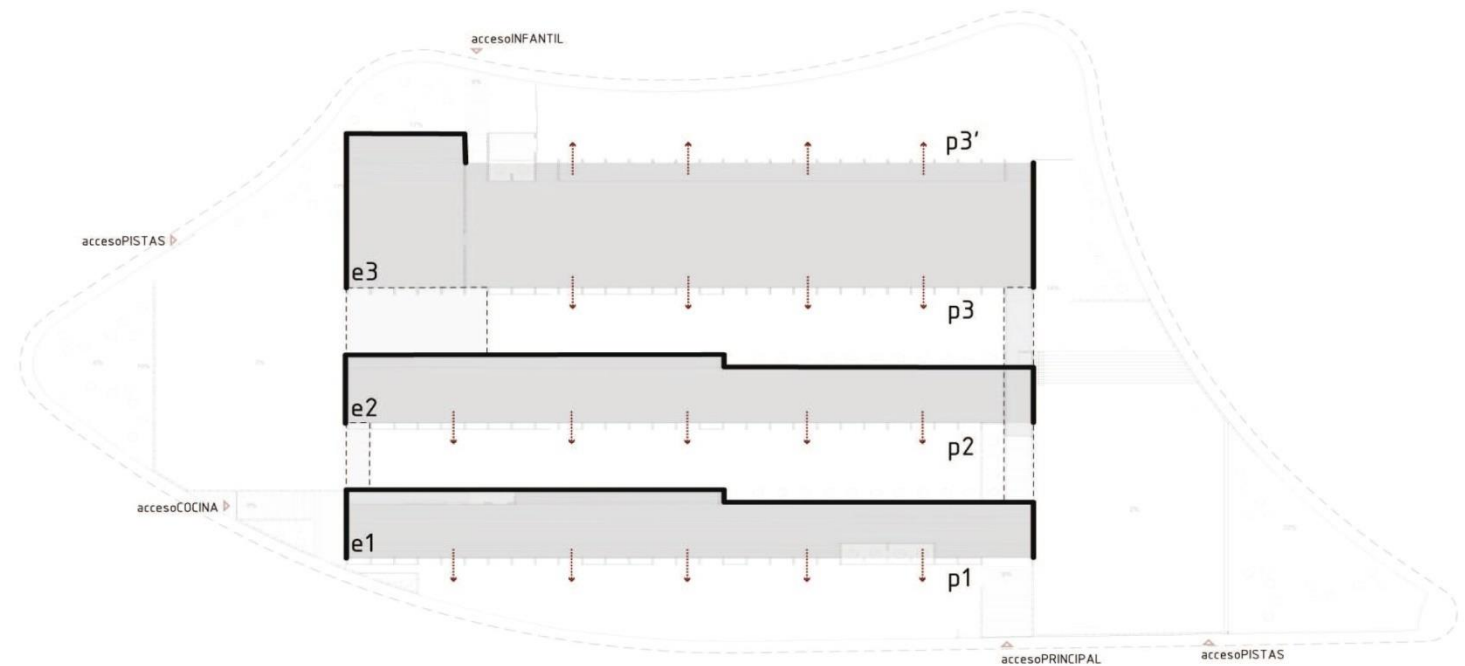 accesoINFANTIL
p3'
accesoPISTAS
e3
p3
e2
p2
accesoCOCINA
e1
p1
accesoPRINCIPAL
accesoPISTAS